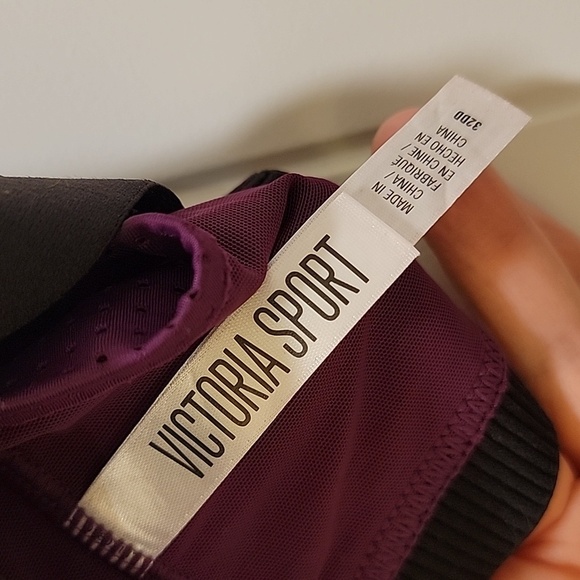 VICTORIA SPORT
MADE IN
CHINA /
FABRIQUÉ
EN CHINE /
HECHO EN
CHINA
32DD